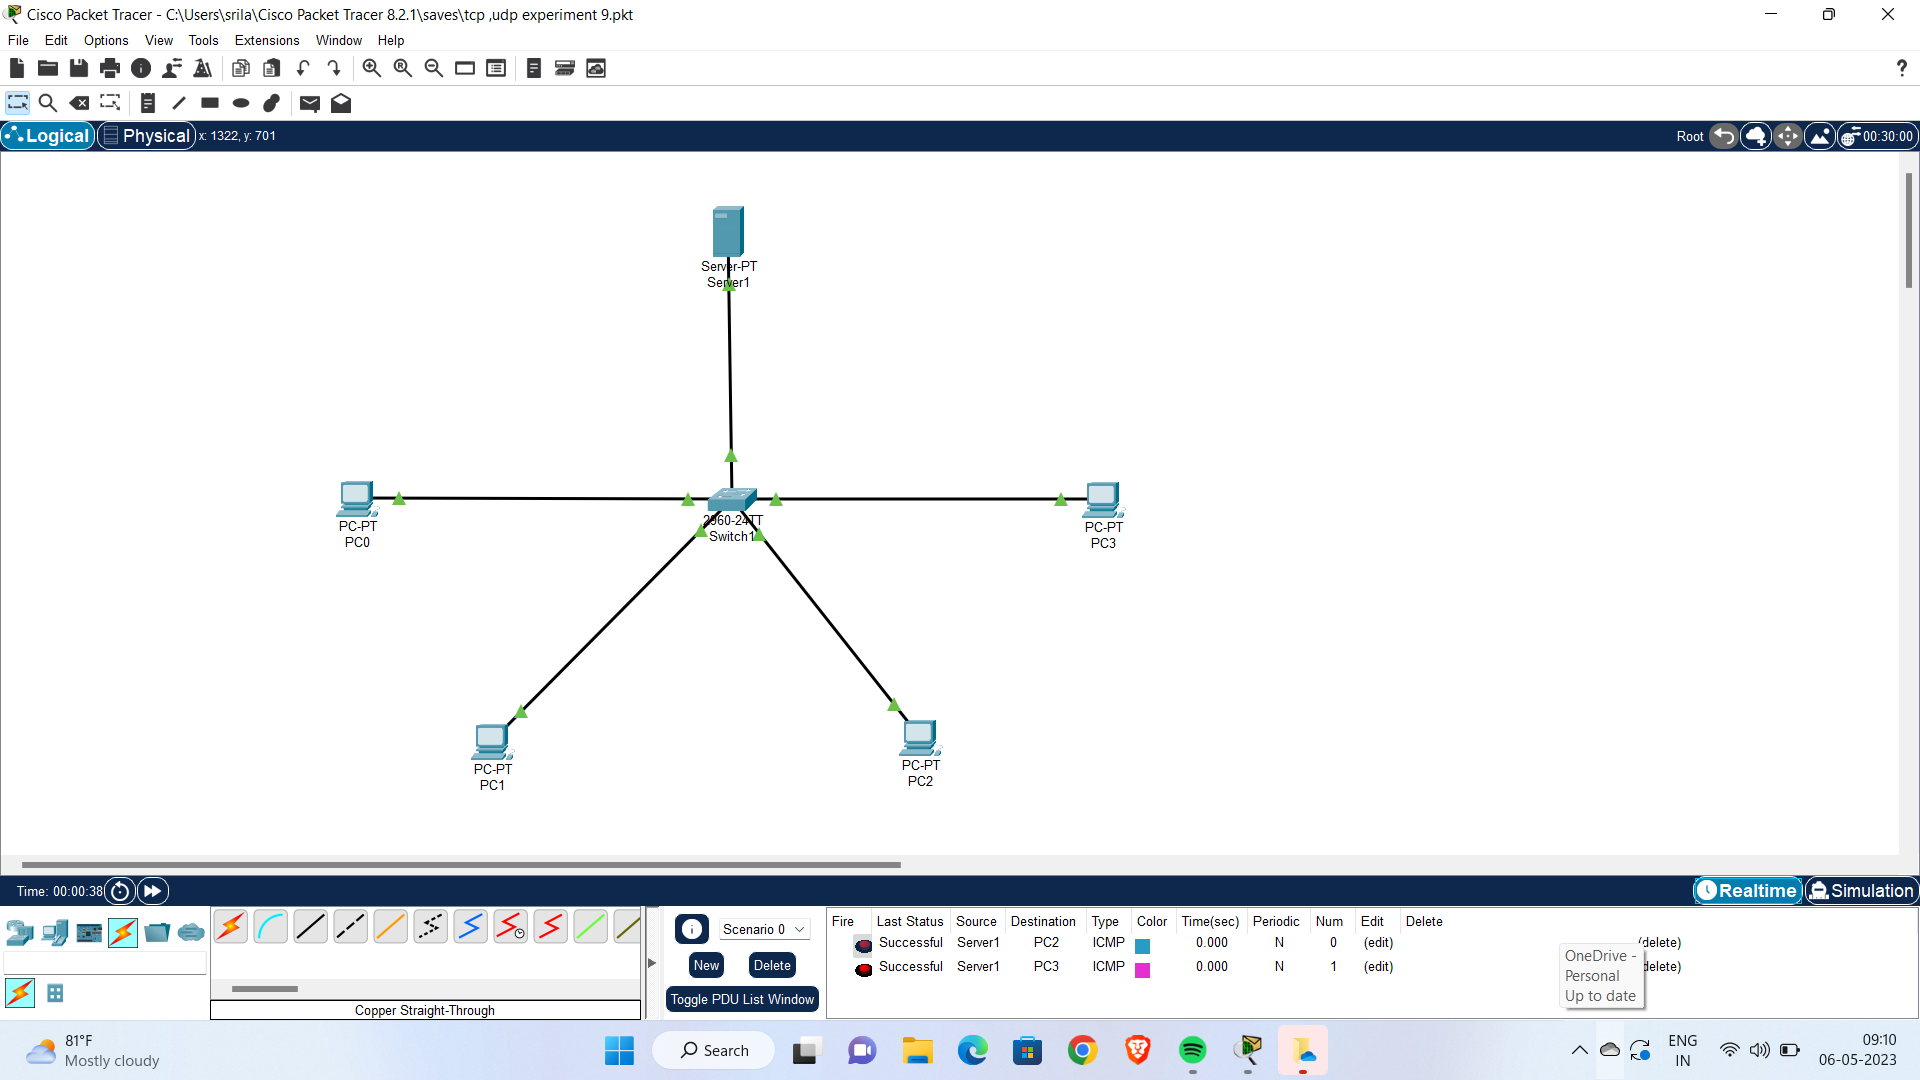 Cisco Packet Tracer - C:\Users\srila\Cisco Packet Tracer 8.2.1\saves\tcp ,udp experiment 9.pkt
File Edit Options View Tools Extensions Window Help
?
Logical Physical x: 1322, y: 701 Root 00:30:00
Server-PT
Server1
PC-PT
PC0
2960-24TT
Switch1
PC-PT
PC3
PC-PT
PC1
PC-PT
PC2
Time: 00:00:38 Realtime Simulation
Scenario 0
New Delete
Toggle PDU List Window
Copper Straight-Through
Fire Last Status Source Destination Type Color Time(sec) Periodic Num Edit Delete
Successful Server1 PC2 ICMP 0.000 N 0 (edit) (delete)
Successful Server1 PC3 ICMP 0.000 N 1 (edit) delete)
OneDrive -
Personal
Up to date
81°F
Mostly cloudy
Search
ENG
IN
09:10
06-05-2023